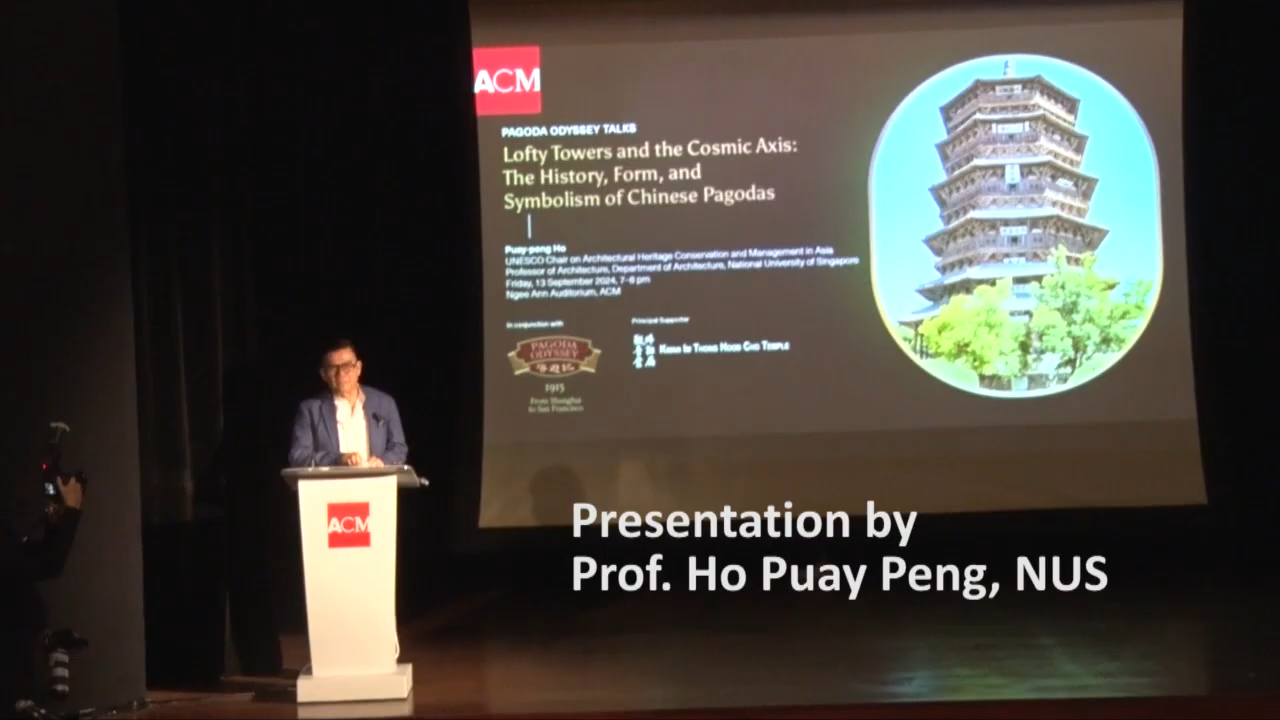 ACM
PAGODA ODYSSEY TALKS
Lofty Towers and the Cosmic Axis:
The History, Form, and
Symbolism of Chinese Pagodas
Puay-peng Ho
UNESCO Chair on Architectural Heritage Conservation and Management in Asia
Professor of Architecture, Department of Architecture, National University of Singapore
Friday, 13 September 2024, 7–8 pm
Ngee Ann Auditorium, ACM
In conjunction with
Principal Supporter
PAGODA
ODYSSEY
1915
From Shanghai
to San Francisco
Temple
ACM
Presentation by
Prof. Ho Puay Peng, NUS